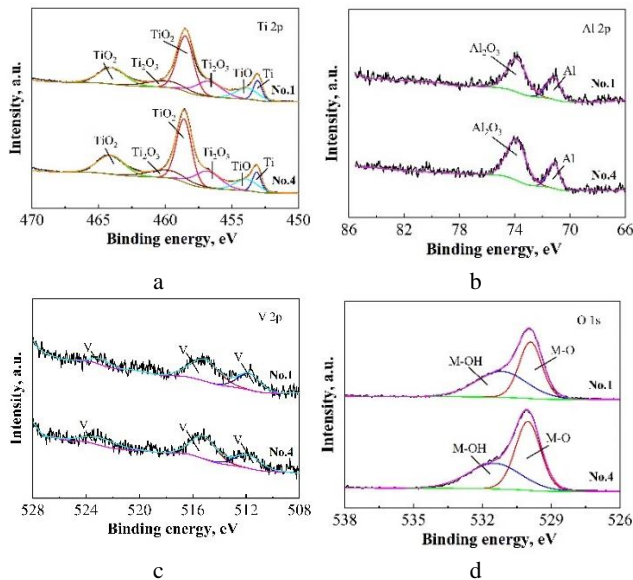 Ti 2p
TiO₂
TiO₂
Ti₂O₃
Ti₂O₃
TiO
Ti
No.1
TiO₂
TiO₂
Ti₂O₃
Ti₂O₃
TiO
Ti
No.4
Intensity, a.u.
470 465 460 455 450
Binding energy, eV
a
Al 2p
Al₂O₃
Al
No.1
Al₂O₃
Al
No.4
Intensity, a.u.
86 82 78 74 70 66
Binding energy, eV
b
V 2p
V
V
V
No.1
V
V
V
No.4
Intensity, a.u.
528 524 520 516 512 508
Binding energy, eV
c
O 1s
M-OH
M-O
No.1
M-OH
M-O
No.4
Intensity, a.u.
538 535 532 529 526
Binding energy, eV
d